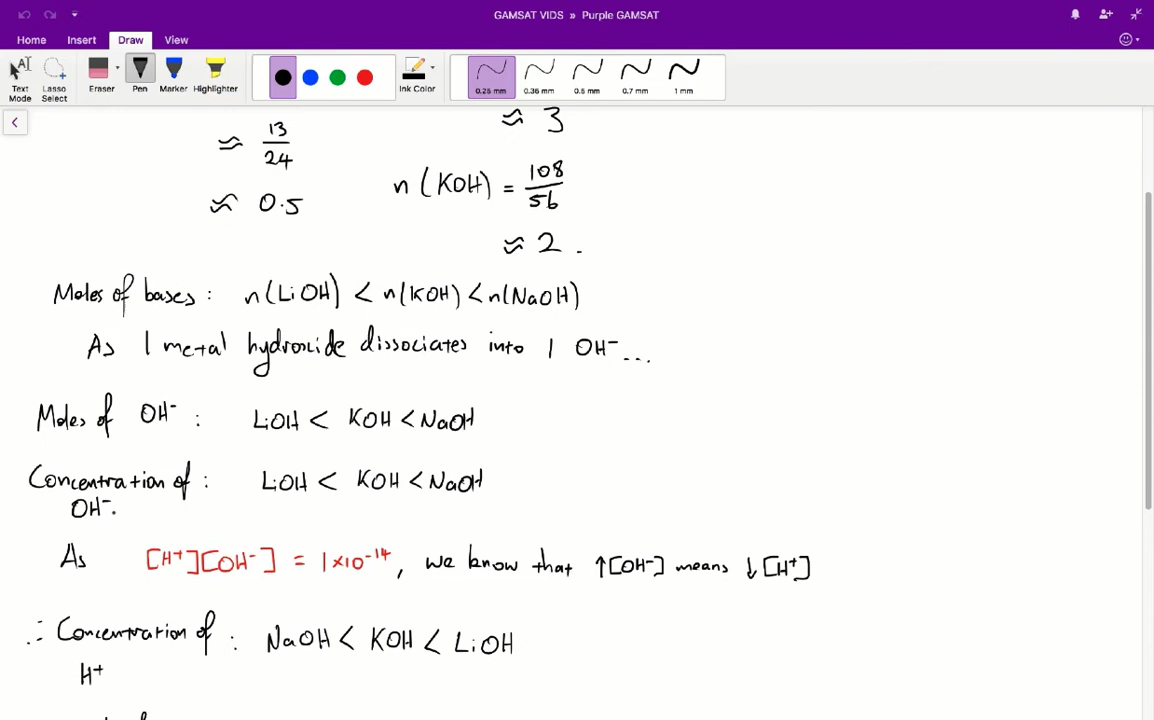 GAMSAT VIDS » Purple GAMSAT
Home Insert Draw View
Text Mode Lasso Select Eraser Pen Marker Highlighter Ink Color 0.25 mm 0.35 mm 0.5 mm 0.7 mm 1 mm
≈ 13/24
≈ 3
≈ 0.5
n (KOH) = 108/56
≈ 2 .
Moles of bases : n(LiOH) < n(KOH) < n(NaOH)
As 1 metal hydroxide dissociates into 1 OH⁻ ...
Moles of OH⁻ : LiOH < KOH < NaOH
Concentration of : LiOH < KOH < NaOH
OH⁻.
As [H⁺][OH⁻] = 1×10⁻¹⁴, we know that ↑[OH⁻] means ↓[H⁺]
∴ Concentration of : NaOH < KOH < LiOH
H⁺